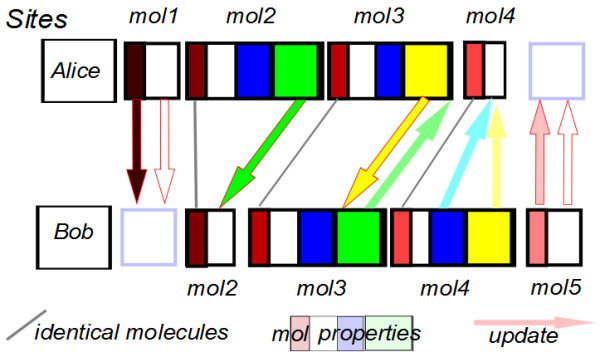 Sites
mol1 mol2 mol3 mol4
Alice
Bob
mol2 mol3 mol4 mol5
identical molecules mol properties update